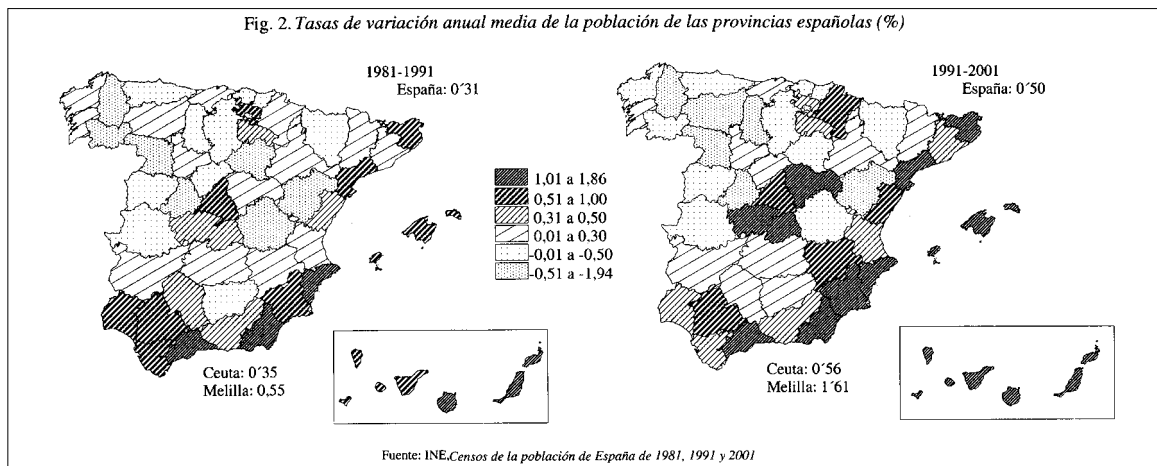 Fig. 2. Tasas de variación anual media de la población de las provincias españolas (%)
1981-1991
España: 0´31
1991-2001
España: 0´50
1,01 a 1,86
0,51 a 1,00
0,31 a 0,50
0,01 a 0.30
-0,01 a -0,50
-0,51 a -1,94
Ceuta: 0´35
Melilla: 0,55
Ceuta: 0´56
Melilla: 1´61
Fuente: INE,Censos de la población de España de 1981, 1991 y 2001